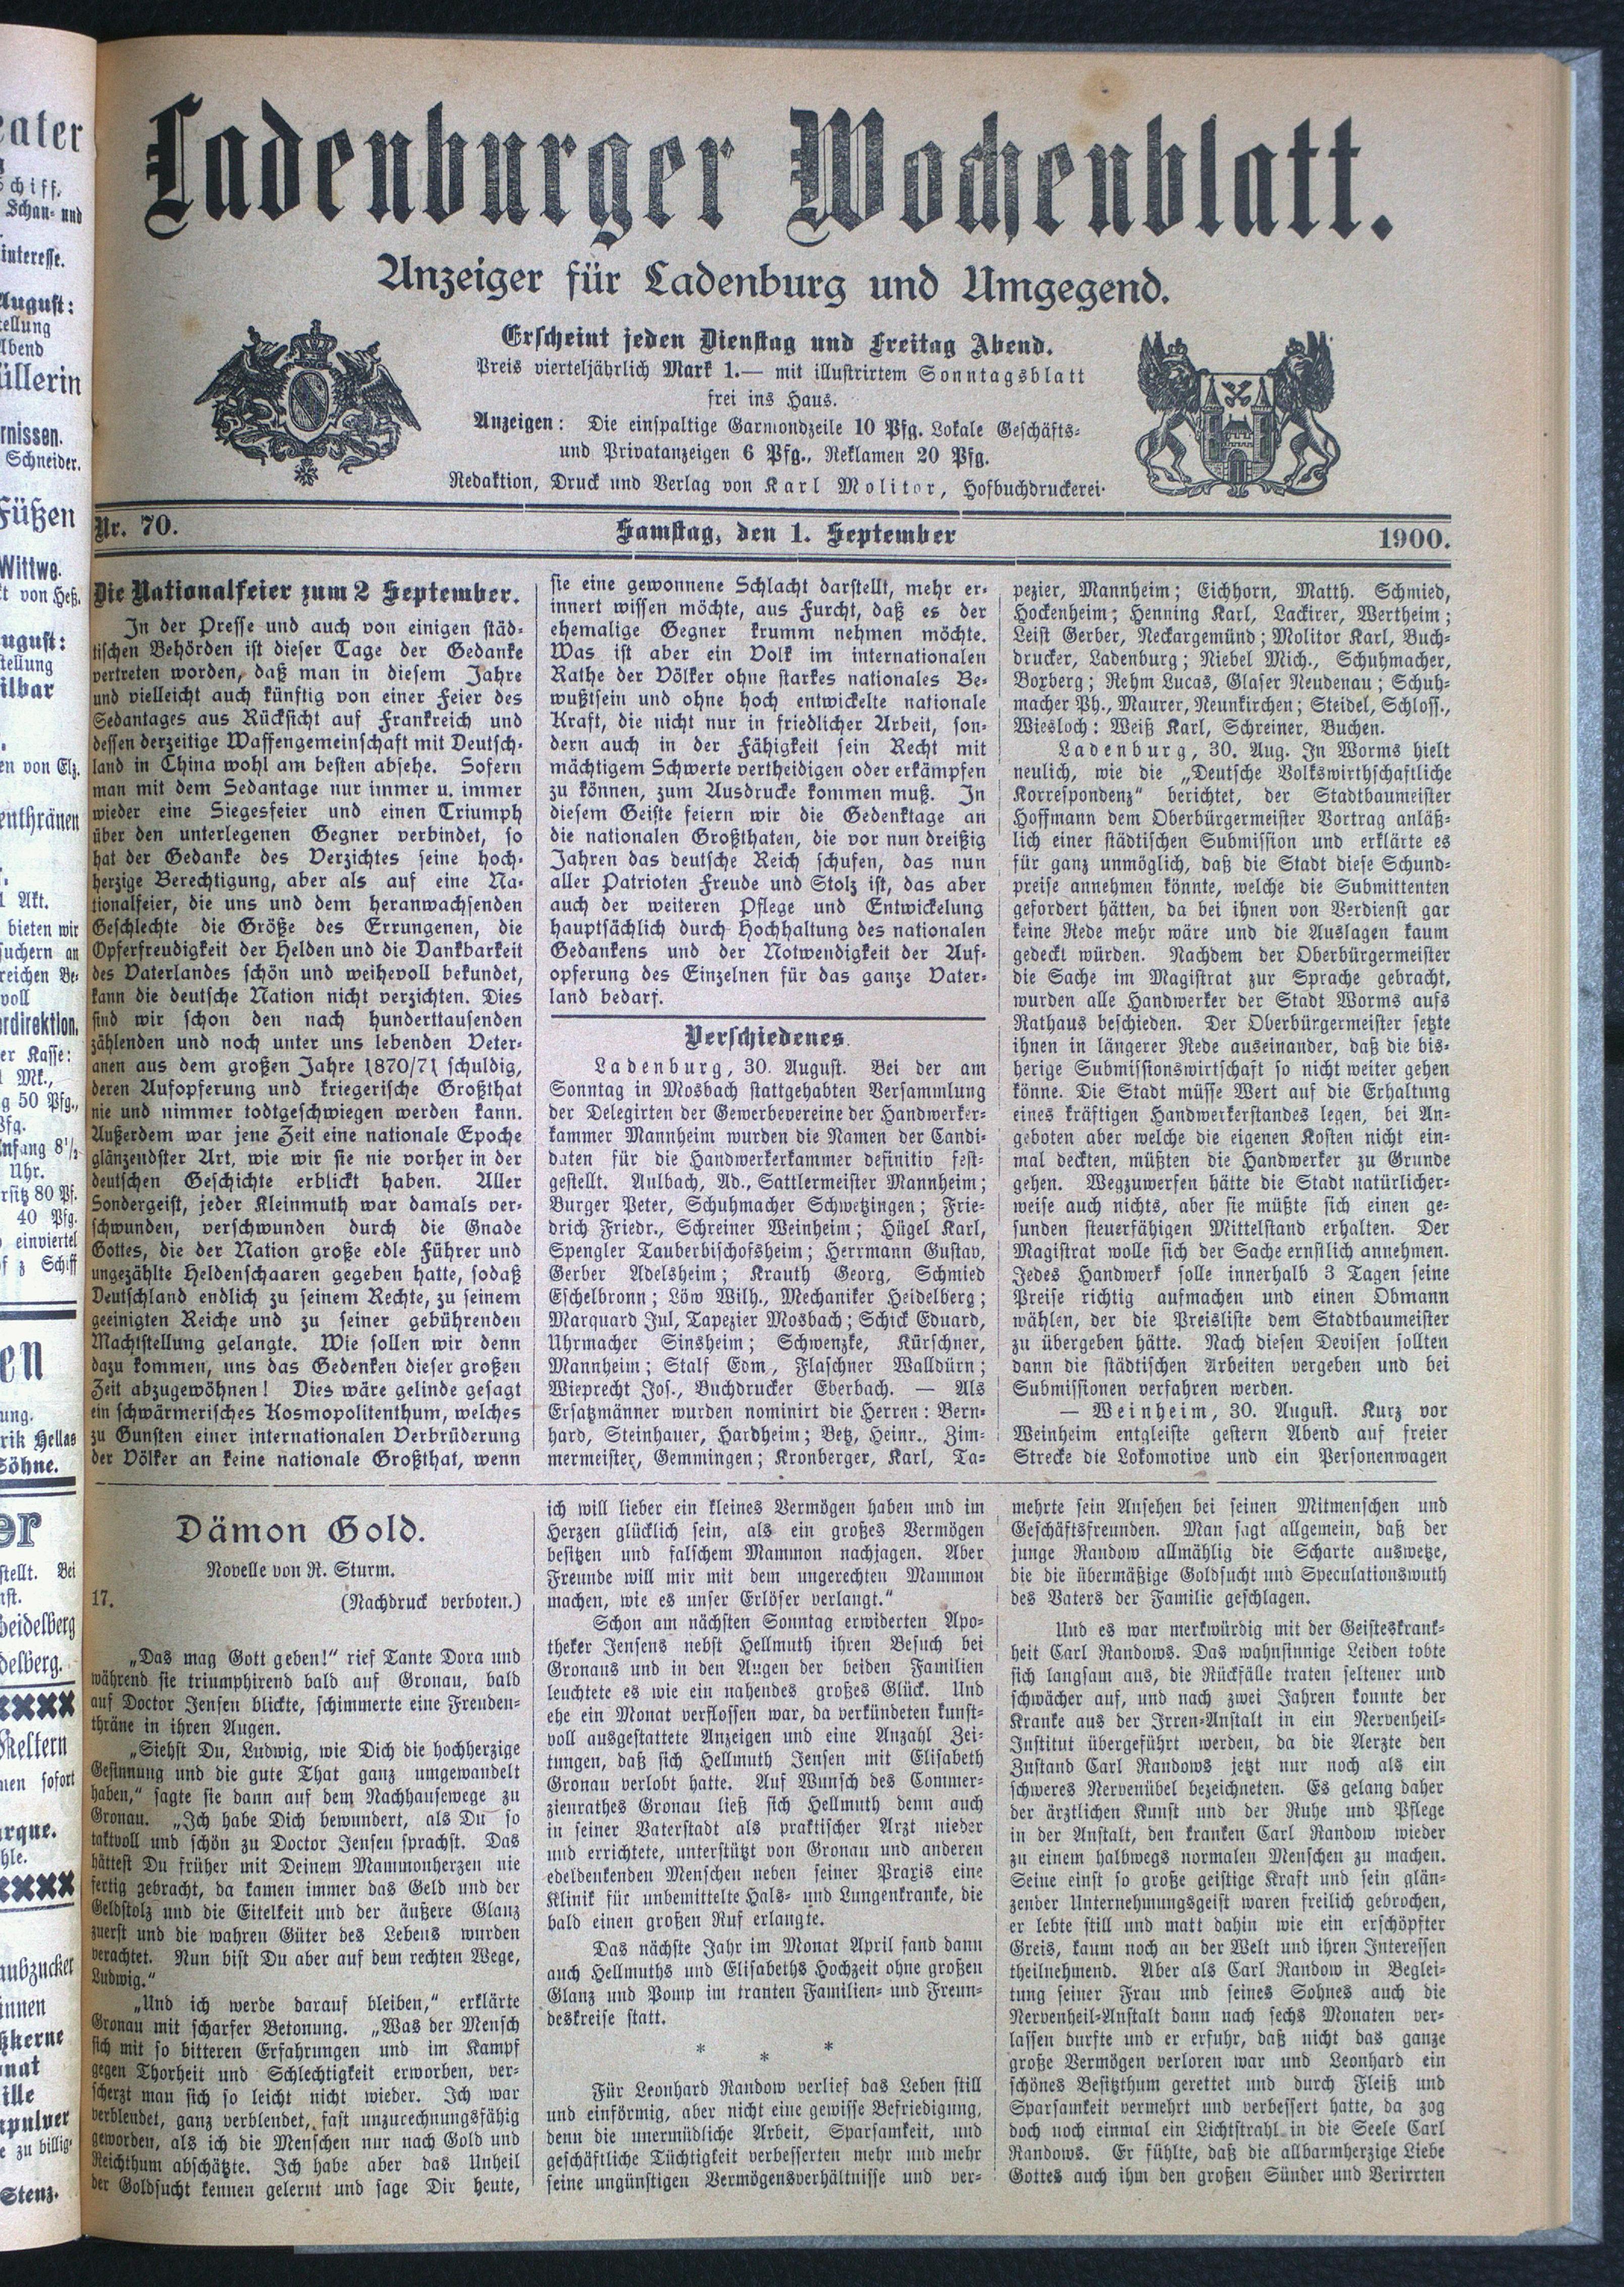 Ladenburger Wochenblatt.
Anzeiger für Ladenburg und Umgegend.
Erscheint jeden Dienstag und Freitag Abend.
Preis vierteljährlich Mark 1.— mit illustrirtem Sonntagsblatt
frei ins Haus.
Anzeigen: Die einspaltige Garmondzeile 10 Pfg. Lokale Geschäfts-
und Privatanzeigen 6 Pfg., Reklamen 20 Pfg.
Redaktion, Druck und Verlag von Karl Molitor, Hofbuchdruckerei.
Nr. 70. Samstag, den 1. September 1900.
Die Nationalfeier zum 2 September.
In der Presse und auch von einigen städ-
tischen Behörden ist dieser Tage der Gedanke
vertreten worden, daß man in diesem Jahre
und vielleicht auch künftig von einer Feier des
Sedantages aus Rücksicht auf Frankreich und
dessen derzeitige Waffengemeinschaft mit Deutsch-
land in China wohl am besten absehe. Sofern
man mit dem Sedantage nur immer u. immer
wieder eine Siegesfeier und einen Triumph
über den unterlegenen Gegner verbindet, so
hat der Gedanke des Verzichtes seine hoch-
herzige Berechtigung, aber als auf eine Na-
tionalfeier, die uns und dem heranwachsenden
Geschlechte die Größe des Errungenen, die
Opferfreudigkeit der Helden und die Dankbarkeit
des Vaterlandes schön und weihevoll bekundet,
kann die deutsche Nation nicht verzichten. Dies
sind wir schon den nach hunderttausenden
zählenden und noch unter uns lebenden Veter-
anen aus dem großen Jahre 1870/71 schuldig,
deren Aufopferung und kriegerische Großthat
nie und nimmer todtgeschwiegen werden kann.
Außerdem war jene Zeit eine nationale Epoche
glänzendster Art, wie wir sie nie vorher in der
deutschen Geschichte erblickt haben. Aller
Sondergeist, jeder Kleinmuth war damals ver-
schwunden, verschwunden durch die Gnade
Gottes, die der Nation große edle Führer und
ungezählte Heldenschaaren gegeben hatte, sodaß
Deutschland endlich zu seinem Rechte, zu seinem
geeinigten Reiche und zu seiner gebührenden
Machtstellung gelangte. Wie sollen wir denn
dazu kommen, uns das Gedenken dieser großen
Zeit abzugewöhnen! Dies wäre gelinde gesagt
ein schwärmerisches Kosmopolitenthum, welches
zu Gunsten einer internationalen Verbrüderung
der Völker an keine nationale Großthat, wenn
sie eine gewonnene Schlacht darstellt, mehr er-
innert wissen möchte, aus Furcht, daß es der
ehemalige Gegner krumm nehmen möchte.
Was ist aber ein Volk im internationalen
Rathe der Völker ohne starkes nationales Be-
wußtsein und ohne hoch entwickelte nationale
Kraft, die nicht nur in friedlicher Arbeit, son-
dern auch in der Fähigkeit sein Recht mit
mächtigem Schwerte vertheidigen oder erkämpfen
zu können, zum Ausdrucke kommen muß. In
diesem Geiste feiern wir die Gedenktage an
die nationalen Großthaten, die vor nun dreißig
Jahren das deutsche Reich schufen, das nun
aller Patrioten Freude und Stolz ist, das aber
auch der weiteren Pflege und Entwickelung
hauptsächlich durch Hochhaltung des nationalen
Gedankens und der Notwendigkeit der Auf-
opferung des Einzelnen für das ganze Vater-
land bedarf.
Verschiedenes.
Ladenburg, 30. August. Bei der am
Sonntag in Mosbach stattgehabten Versammlung
der Delegirten der Gewerbevereine der Handwerker-
kammer Mannheim wurden die Namen der Candi-
daten für die Handwerkerkammer definitiv fest-
gestellt. Aulbach, Ad., Sattlermeister Mannheim;
Burger Peter, Schuhmacher Schwetzingen; Frie-
drich Friedr., Schreiner Weinheim; Hügel Karl,
Spengler Tauberbischofsheim; Herrmann Gustav,
Gerber Adelsheim; Krauth Georg, Schmied
Eschelbronn; Löw Wilh., Mechaniker Heidelberg;
Marquard Jul, Tapezier Mosbach; Schick Eduard,
Uhrmacher Sinsheim; Schwenzke, Kürschner,
Mannheim; Stalf Edm, Flaschner Walldürn;
Wieprecht Jos., Buchdrucker Eberbach. — Als
Ersatzmänner wurden nominirt die Herren: Bern-
hard, Steinhauer, Hardheim; Betz, Heinr., Zim-
mermeister, Gemmingen; Kronberger, Karl, Ta-
pezier, Mannheim; Eichhorn, Matth. Schmied,
Hockenheim; Henning Karl, Lackirer, Wertheim;
Leist Gerber, Neckargemünd; Molitor Karl, Buch-
drucker, Ladenburg; Niebel Mich., Schuhmacher,
Boxberg; Rehm Lucas, Glaser Neudenau; Schuh-
macher Ph., Maurer, Neunkirchen; Steidel, Schloss.,
Wiesloch: Weiß Karl, Schreiner, Buchen.
Ladenburg, 30. Aug. In Worms hielt
neulich, wie die „Deutsche Volkswirthschaftliche
Korrespondenz" berichtet, der Stadtbaumeister
Hoffmann dem Oberbürgermeister Vortrag anläß-
lich einer städtischen Submission und erklärte es
für ganz unmöglich, daß die Stadt diese Schund-
preise annehmen könnte, welche die Submittenten
gefordert hätten, da bei ihnen von Verdienst gar
keine Rede mehr wäre und die Auslagen kaum
gedeckt würden. Nachdem der Oberbürgermeister
die Sache im Magistrat zur Sprache gebracht,
wurden alle Handwerker der Stadt Worms aufs
Rathaus beschieden. Der Oberbürgermeister setzte
ihnen in längerer Rede auseinander, daß die bis-
herige Submissionswirtschaft so nicht weiter gehen
könne. Die Stadt müsse Wert auf die Erhaltung
eines kräftigen Handwerkerstandes legen, bei An-
geboten aber welche die eigenen Kosten nicht ein-
mal deckten, müßten die Handwerker zu Grunde
gehen. Wegzuwerfen hätte die Stadt natürlicher-
weise auch nichts, aber sie müßte sich einen ge-
sunden steuerfähigen Mittelstand erhalten. Der
Magistrat wolle sich der Sache ernstlich annehmen.
Jedes Handwerk solle innerhalb 3 Tagen seine
Preise richtig aufmachen und einen Obmann
wählen, der die Preisliste dem Stadtbaumeister
zu übergeben hätte. Nach diesen Devisen sollten
dann die städtischen Arbeiten vergeben und bei
Submissionen verfahren werden.
— Weinheim, 30. August. Kurz vor
Weinheim entgleiste gestern Abend auf freier
Strecke die Lokomotive und ein Personenwagen
Dämon Gold.
Novelle von R. Sturm.
17. (Nachdruck verboten.)
„Das mag Gott geben!" rief Tante Dora und
während sie triumphirend bald auf Gronau, bald
auf Doctor Jensen blickte, schimmerte eine Freuden-
thräne in ihren Augen.
„Siehst Du, Ludwig, wie Dich die hochherzige
Gesinnung und die gute That ganz umgewandelt
haben," sagte sie dann auf dem Nachhausewege zu
Gronau. „Ich habe Dich bewundert, als Du so
taktvoll und schön zu Doctor Jensen sprachst. Das
hättest Du früher mit Deinem Mammonherzen nie
fertig gebracht, da kamen immer das Geld und der
Geldstolz und die Eitelkeit und der äußere Glanz
zuerst und die wahren Güter des Lebens wurden
verachtet. Nun bist Du aber auf dem rechten Wege,
Ludwig."
„Und ich werde darauf bleiben," erklärte
Gronau mit scharfer Betonung. „Was der Mensch
sich mit so bitteren Erfahrungen und im Kampf
gegen Thorheit und Schlechtigkeit erworben, ver-
scherzt man sich so leicht nicht wieder. Ich war
verblendet, ganz verblendet, fast unzurechnungsfähig
geworden, als ich die Menschen nur nach Gold und
Reichthum abschätzte. Ich habe aber das Unheil
der Goldsucht kennen gelernt und sage Dir heute,
ich will lieber ein kleines Vermögen haben und im
Herzen glücklich sein, als ein großes Vermögen
besitzen und falschem Mammon nachjagen. Aber
Freunde will mir mit dem ungerechten Mammon
machen, wie es unser Erlöser verlangt."
Schon am nächsten Sonntag erwiderten Apo-
theker Jensens nebst Hellmuth ihren Besuch bei
Gronaus und in den Augen der beiden Familien
leuchtete es wie ein nahendes großes Glück. Und
ehe ein Monat verflossen war, da verkündeten kunst-
voll ausgestattete Anzeigen und eine Anzahl Zei-
tungen, daß sich Hellmuth Jensen mit Elisabeth
Gronau verlobt hatte. Auf Wunsch des Commer-
zienrathes Gronau ließ sich Hellmuth denn auch
in seiner Vaterstadt als praktischer Arzt nieder
und errichtete, unterstützt von Gronau und anderen
edeldenkenden Menschen neben seiner Praxis eine
Klinik für unbemittelte Hals- und Lungenkranke, die
bald einen großen Ruf erlangte.
Das nächste Jahr im Monat April fand dann
auch Hellmuths und Elisabeths Hochzeit ohne großen
Glanz und Pomp im tranten Familien- und Freun-
deskreise statt.
* * *
Für Leonhard Randow verlief das Leben still
und einförmig, aber nicht eine gewisse Befriedigung,
denn die unermüdliche Arbeit, Sparsamkeit, und
geschäftliche Tüchtigkeit verbesserten mehr und mehr
seine ungünstigen Vermögensverhältnisse und ver-
mehrte sein Ansehen bei seinen Mitmenschen und
Geschäftsfreunden. Man sagt allgemein, daß der
junge Randow allmählig die Scharte auswetze,
die die übermäßige Goldsucht und Speculationswuth
des Vaters der Familie geschlagen.
Und es war merkwürdig mit der Geisteskrank-
heit Carl Randows. Das wahnsinnige Leiden tobte
sich langsam aus, die Rückfälle traten seltener und
schwächer auf, und nach zwei Jahren konnte der
Kranke aus der Irren-Anstalt in ein Nervenheil-
Institut übergeführt werden, da die Aerzte den
Zustand Carl Randows jetzt nur noch als ein
schweres Nervenübel bezeichneten. Es gelang daher
der ärztlichen Kunst und der Ruhe und Pflege
in der Anstalt, den kranken Carl Randow wieder
zu einem halbwegs normalen Menschen zu machen.
Seine einst so große geistige Kraft und sein glän-
zender Unternehmungsgeist waren freilich gebrochen,
er lebte still und matt dahin wie ein erschöpfter
Greis, kaum noch an der Welt und ihren Interessen
theilnehmend. Aber als Carl Randow in Beglei-
tung seiner Frau und seines Sohnes auch die
Nervenheil-Anstalt dann nach sechs Monaten ver-
lassen durfte und er erfuhr, daß nicht das ganze
große Vermögen verloren war und Leonhard ein
schönes Besitzthum gerettet und durch Fleiß und
Sparsamkeit vermehrt und verbessert hatte, da zog
doch noch einmal ein Lichtstrahl in die Seele Carl
Randows. Er fühlte, daß die allbarmherzige Liebe
Gottes auch ihm den großen Sünder und Verirrten